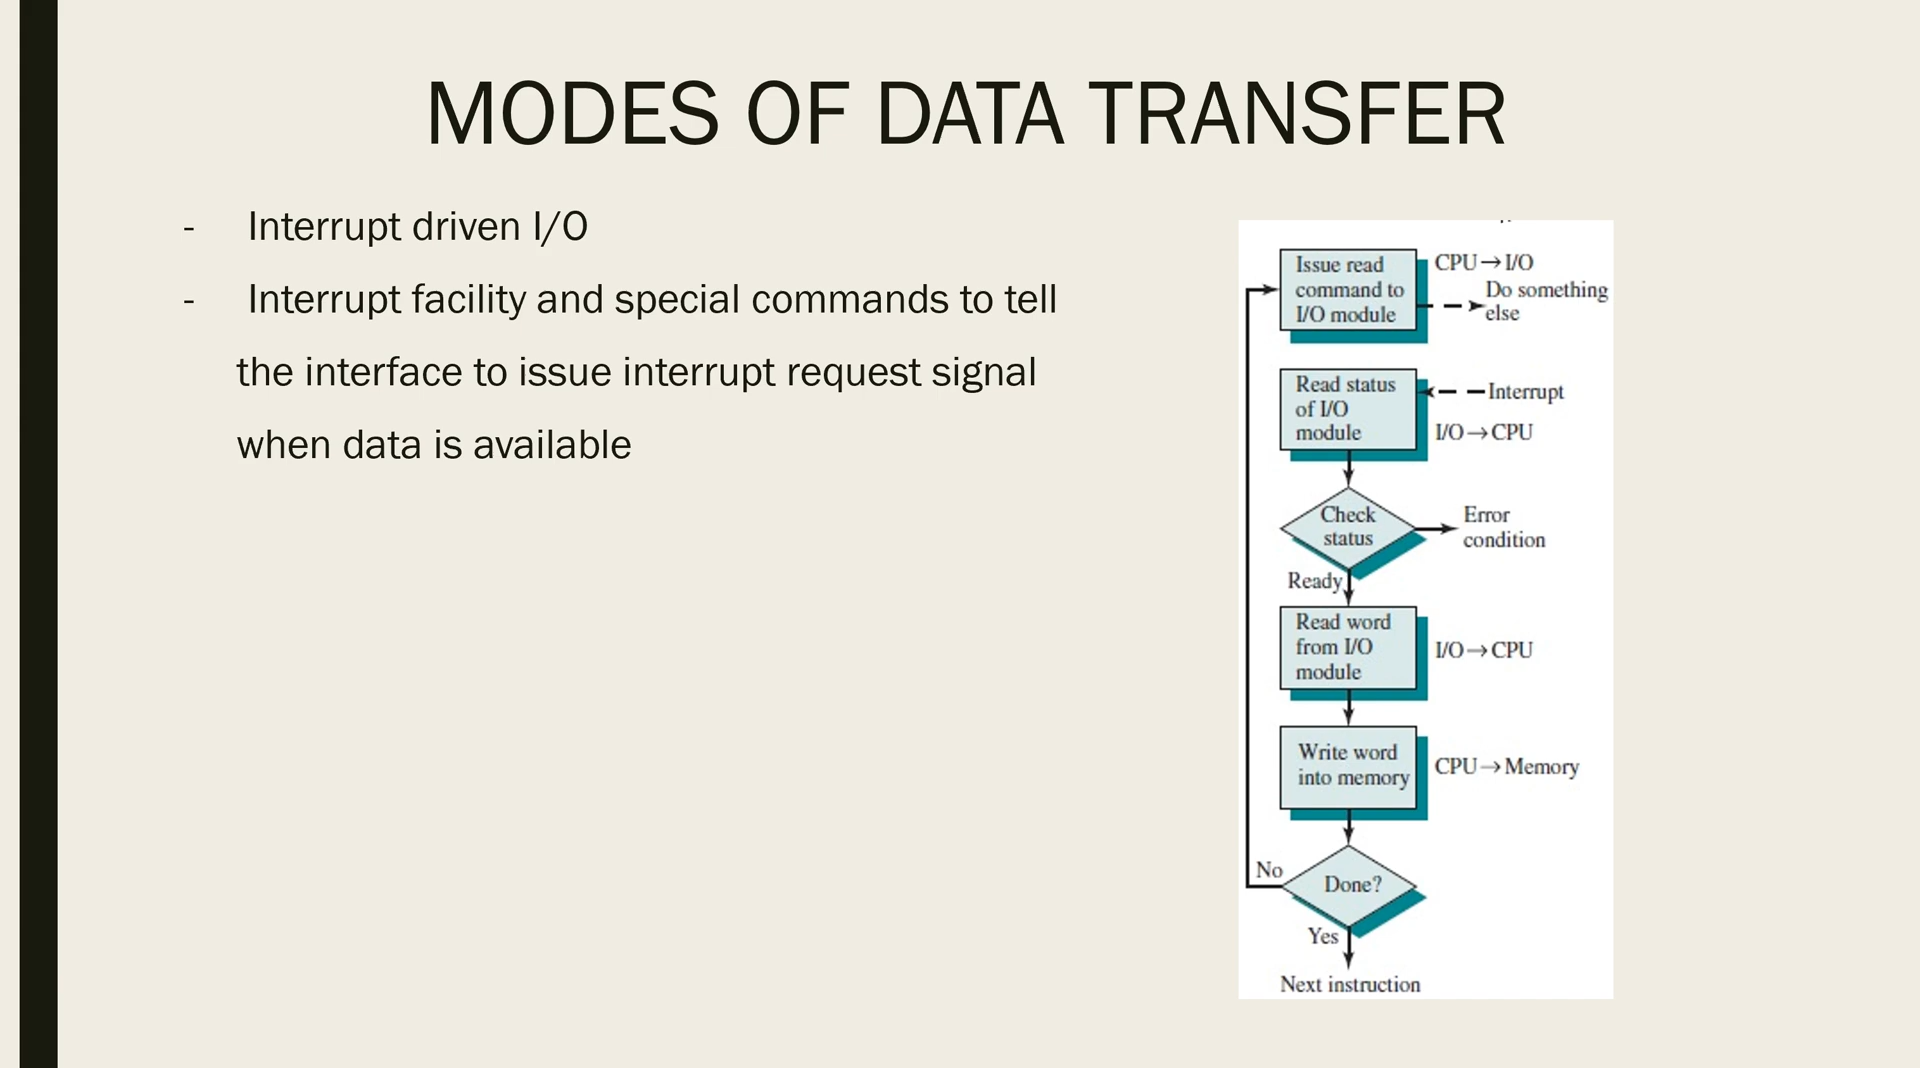 MODES OF DATA TRANSFER
- Interrupt driven I/O
- Interrupt facility and special commands to tell
the interface to issue interrupt request signal
when data is available
Issue read
command to
I/O module
CPU→I/O
Do something
else
Read status
of I/O
module
Interrupt
I/O→CPU
Check
status
Error
condition
Ready
Read word
from I/O
module
I/O→CPU
Write word
into memory
CPU→Memory
No
Done?
Yes
Next instruction